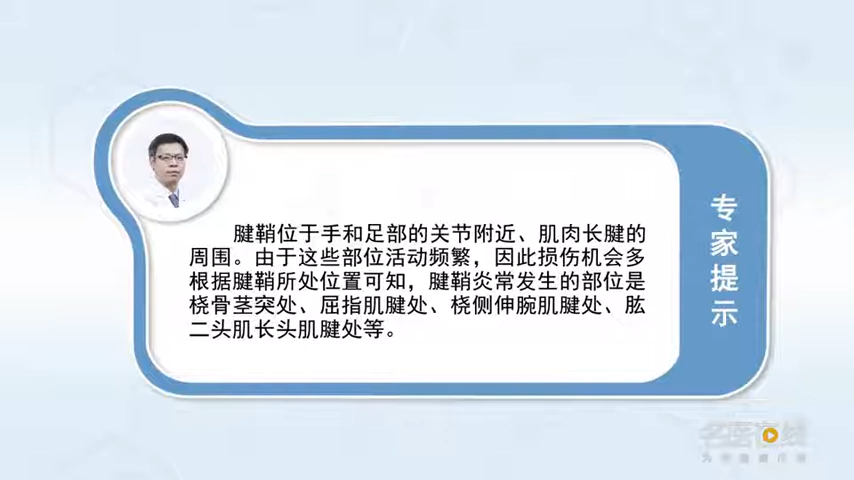 腱鞘位于手和足部的关节附近、肌肉长腱的
周围。由于这些部位活动频繁，因此损伤机会多
根据腱鞘所处位置可知，腱鞘炎常发生的部位是
桡骨茎突处、屈指肌腱处、桡侧伸腕肌腱处、肱
二头肌长头肌腱处等。
专家提示
名医在线